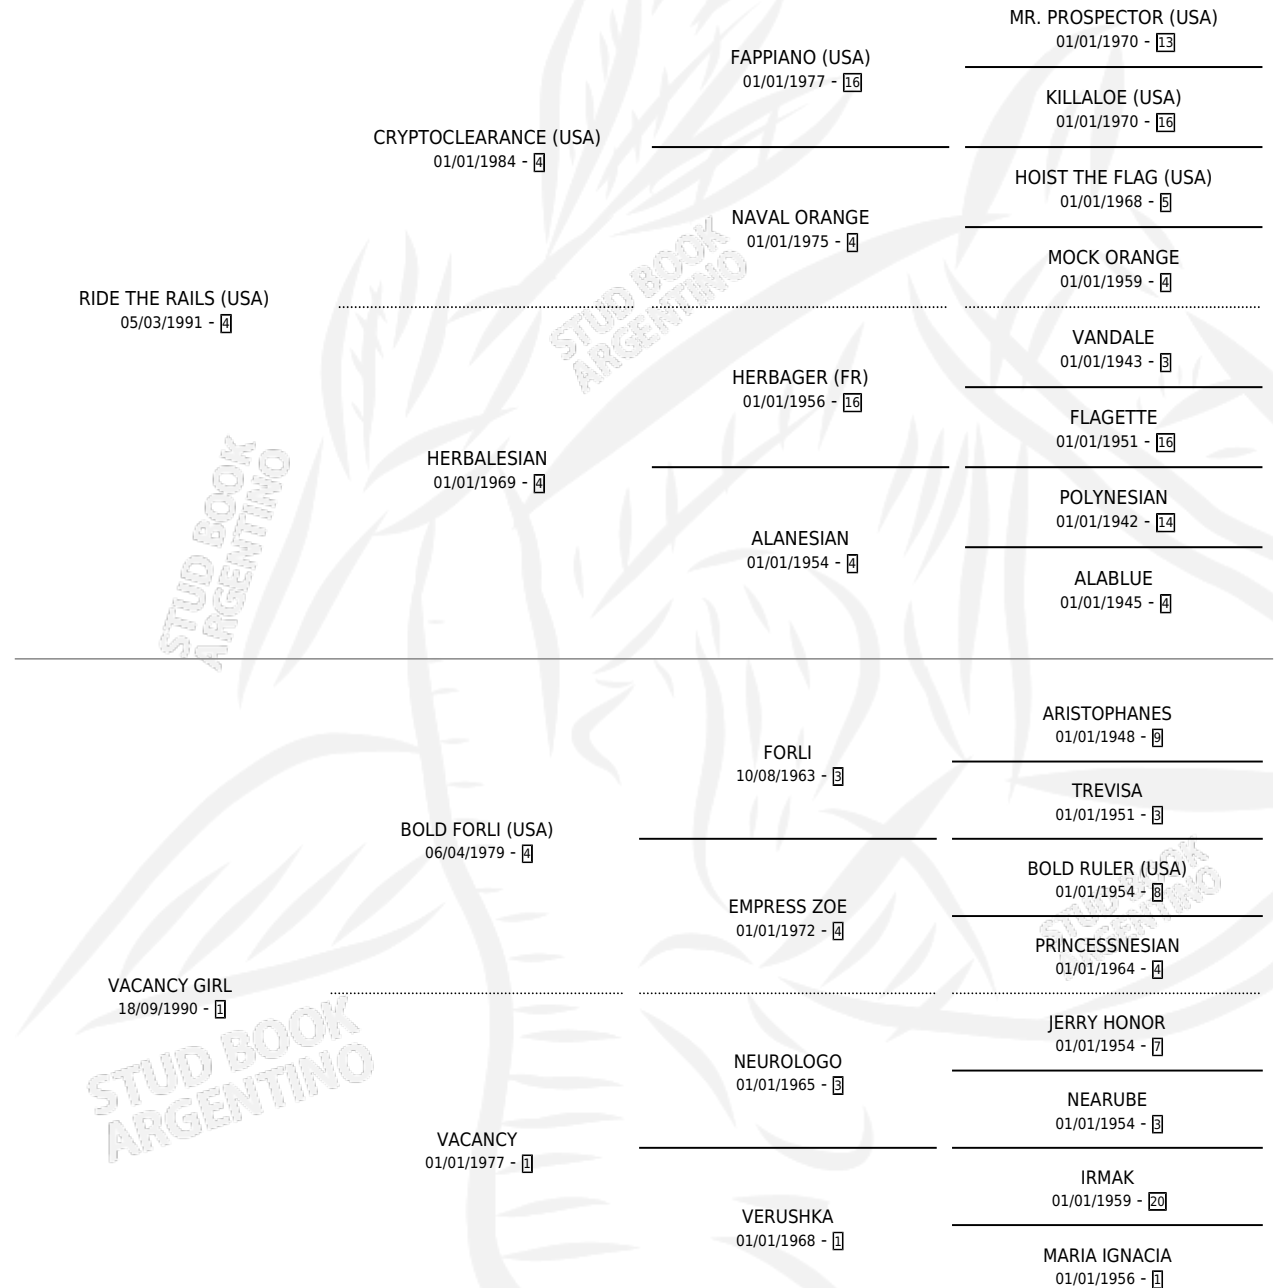 MR. PROSPECTOR (USA)
01/01/1970 - 13
FAPPIANO (USA)
01/01/1977 - 16
KILLALOE (USA)
01/01/1970 - 16
CRYPTOCLEARANCE (USA)
01/01/1984 - 4
HOIST THE FLAG (USA)
01/01/1968 - 5
NAVAL ORANGE
01/01/1975 - 4
MOCK ORANGE
01/01/1959 - 4
RIDE THE RAILS (USA)
05/03/1991 - 4
VANDALE
01/01/1943 - 3
HERBAGER (FR)
01/01/1956 - 16
FLAGETTE
01/01/1951 - 16
HERBALESIAN
01/01/1969 - 4
POLYNESIAN
01/01/1942 - 14
ALANESIAN
01/01/1954 - 4
ALABLUE
01/01/1945 - 4
STUD BOOK
ARGENTINO
STUD BOOK
ARGENTINO
ARISTOPHANES
01/01/1948 - 9
FORLI
10/08/1963 - 3
TREVISA
01/01/1951 - 3
BOLD FORLI (USA)
06/04/1979 - 4
BOLD RULER (USA)
01/01/1954 - 8
EMPRESS ZOE
01/01/1972 - 4
PRINCESSNESIAN
01/01/1964 - 4
VACANCY GIRL
18/09/1990 - 1
JERRY HONOR
01/01/1954 - 7
NEUROLOGO
01/01/1965 - 3
NEARUBE
01/01/1954 - 3
VACANCY
01/01/1977 - 1
IRMAK
01/01/1959 - 20
VERUSHKA
01/01/1968 - 1
MARIA IGNACIA
01/01/1956 - 1
STUD BOOK
ARGENTINO
STUD BOOK
ARGENTINO